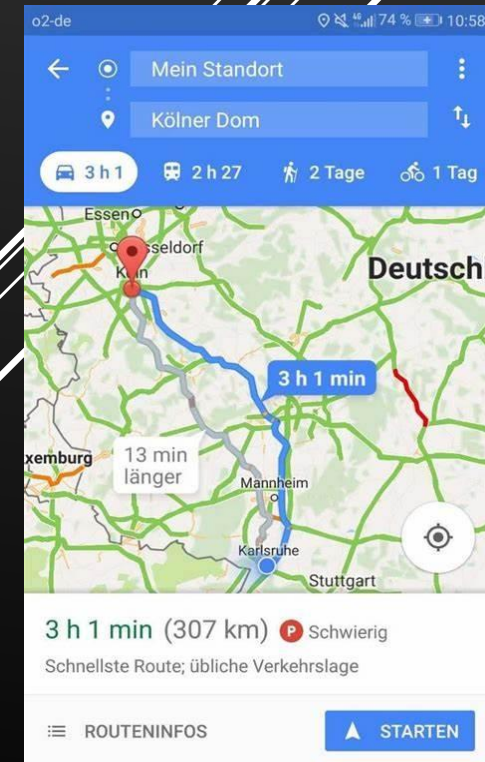 o2-de 74 % 10:58
Mein Standort
Kölner Dom
3 h 1 2 h 27 2 Tage 1 Tag
Essen
sseldorf
Köln
Deutschl
3 h 1 min
xemburg
13 min
länger
Mannheim
Karlsruhe
Stuttgart
3 h 1 min (307 km) P Schwierig
Schnellste Route; übliche Verkehrslage
ROUTENINFOS STARTEN